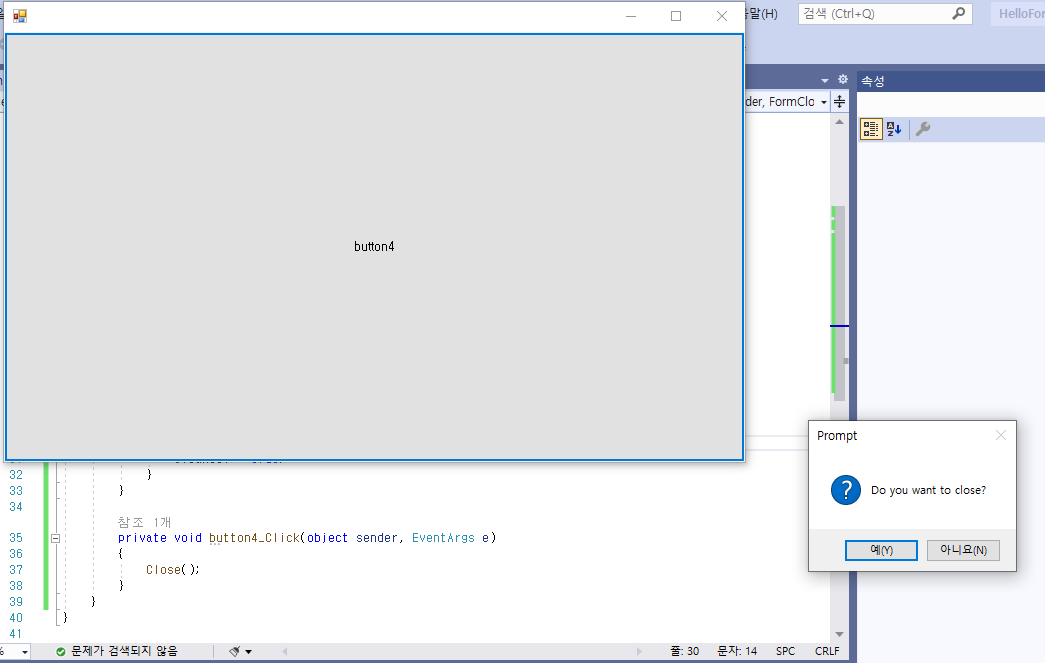 말(H)
검색 (Ctrl+Q)
HelloFor
der, FormClo
속성
button4
Prompt
Do you want to close?
예(Y)
아니요(N)
32 }
33 }
34
참조 1개
35 private void button4_Click(object sender, EventArgs e)
36 {
37 Close();
38 }
39 }
40 }
41
% 문제가 검색되지 않음 줄: 30 문자: 14 SPC CRLF